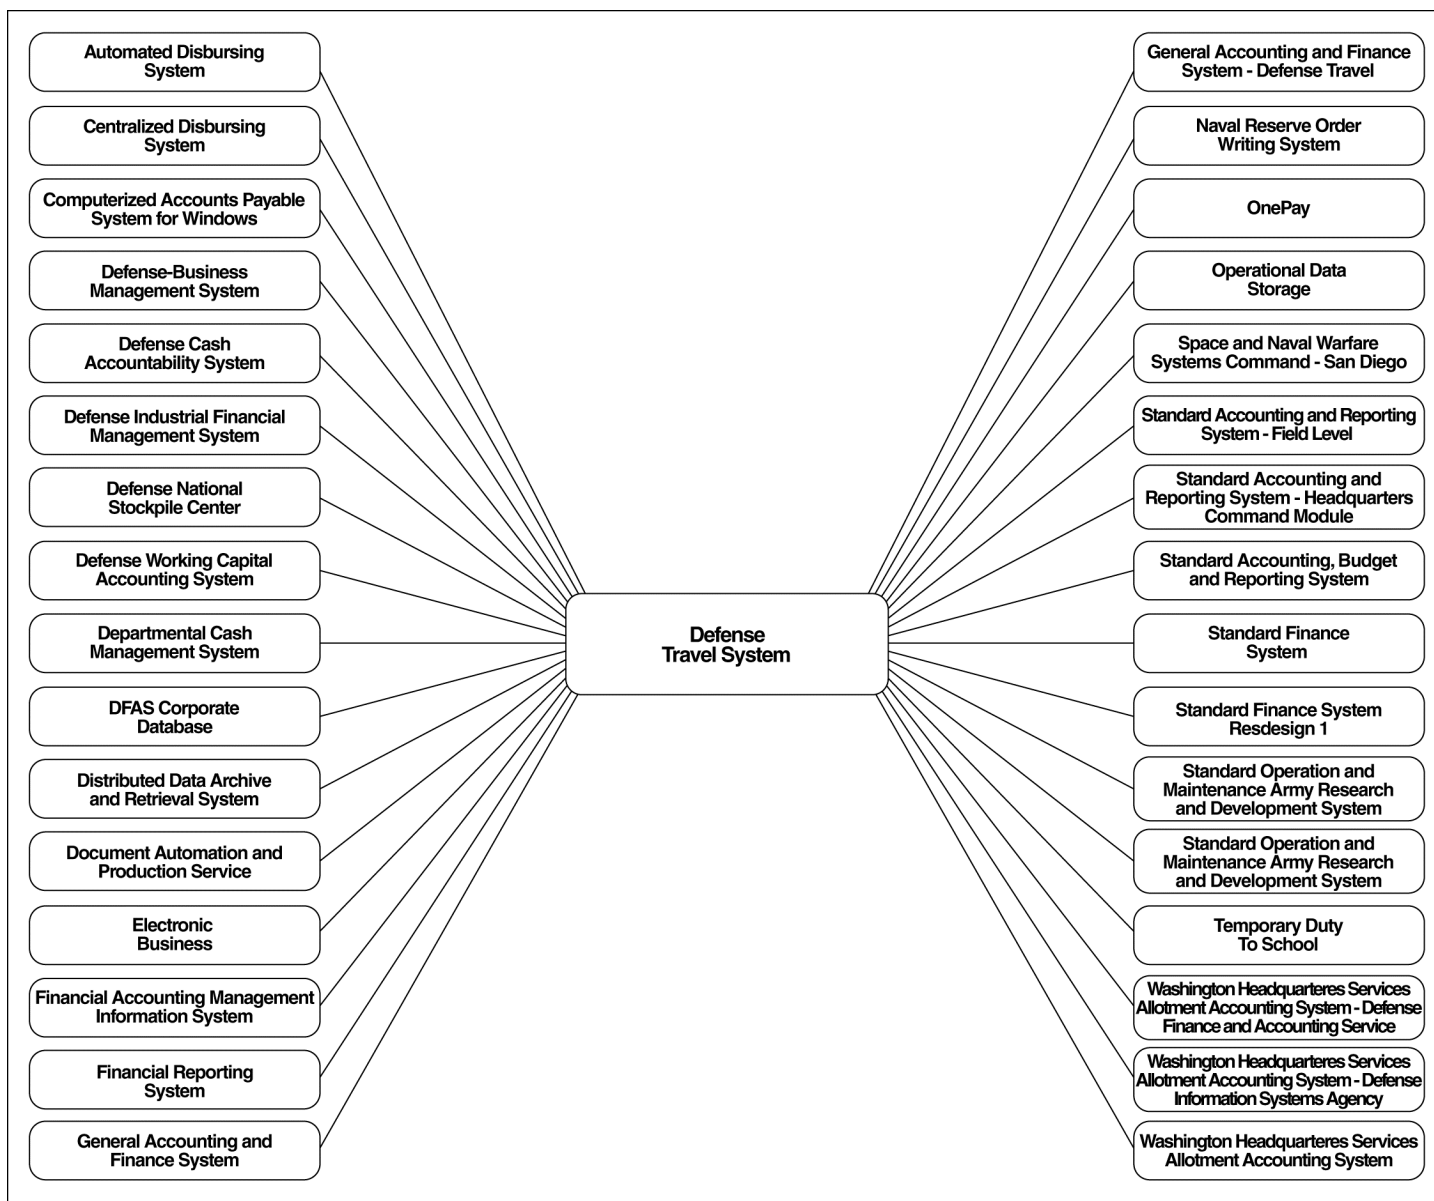 Automated Disbursing
System
Centralized Disbursing
System
Computerized Accounts Payable
System for Windows
Defense-Business
Management System
Defense Cash
Accountability System
Defense Industrial Financial
Management System
Defense National
Stockpile Center
Defense Working Capital
Accounting System
Departmental Cash
Management System
DFAS Corporate
Database
Distributed Data Archive
and Retrieval System
Document Automation and
Production Service
Electronic
Business
Financial Accounting Management
Information System
Financial Reporting
System
General Accounting and
Finance System
Defense
Travel System
General Accounting and Finance
System - Defense Travel
Naval Reserve Order
Writing System
OnePay
Operational Data
Storage
Space and Naval Warfare
Systems Command - San Diego
Standard Accounting and Reporting
System - Field Level
Standard Accounting and
Reporting System - Headquarters
Command Module
Standard Accounting, Budget
and Reporting System
Standard Finance
System
Standard Finance System
Resdesign 1
Standard Operation and
Maintenance Army Research
and Development System
Standard Operation and
Maintenance Army Research
and Development System
Temporary Duty
To School
Washington Headquarteres Services
Allotment Accounting System - Defense
Finance and Accounting Service
Washington Headquarteres Services
Allotment Accounting System - Defense
Information Systems Agency
Washington Headquarteres Services
Allotment Accounting System